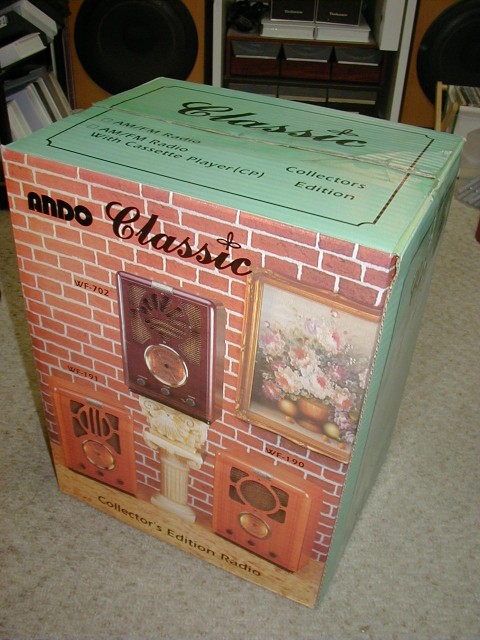 Classic
AM/FM Radio
AM/FM Radio
With Cassette Player(CP)
Collectors
Edition
ANDO Classic
WF-702
WF-191
WF-190
Collector's Edition Radio